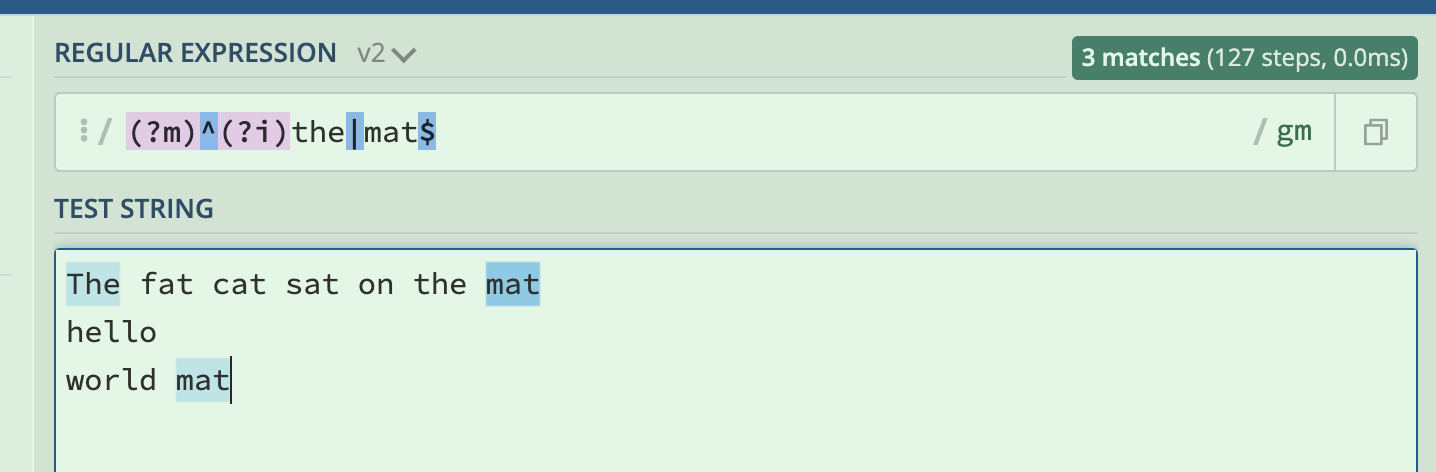 REGULAR EXPRESSION v2 3 matches (127 steps, 0.0ms)
/ (?m)^(?i)the|mat$ / gm
TEST STRING
The fat cat sat on the mat
hello
world mat